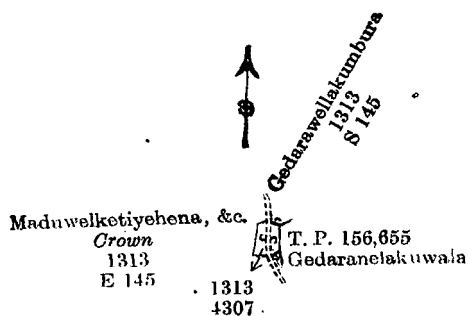 Gedarawellakumbura
1313
S 145
Maduwelketiyehena, &c.
Crown
1313
E 145
T. P. 156,655
Gedaranelakuwala
1313
4307